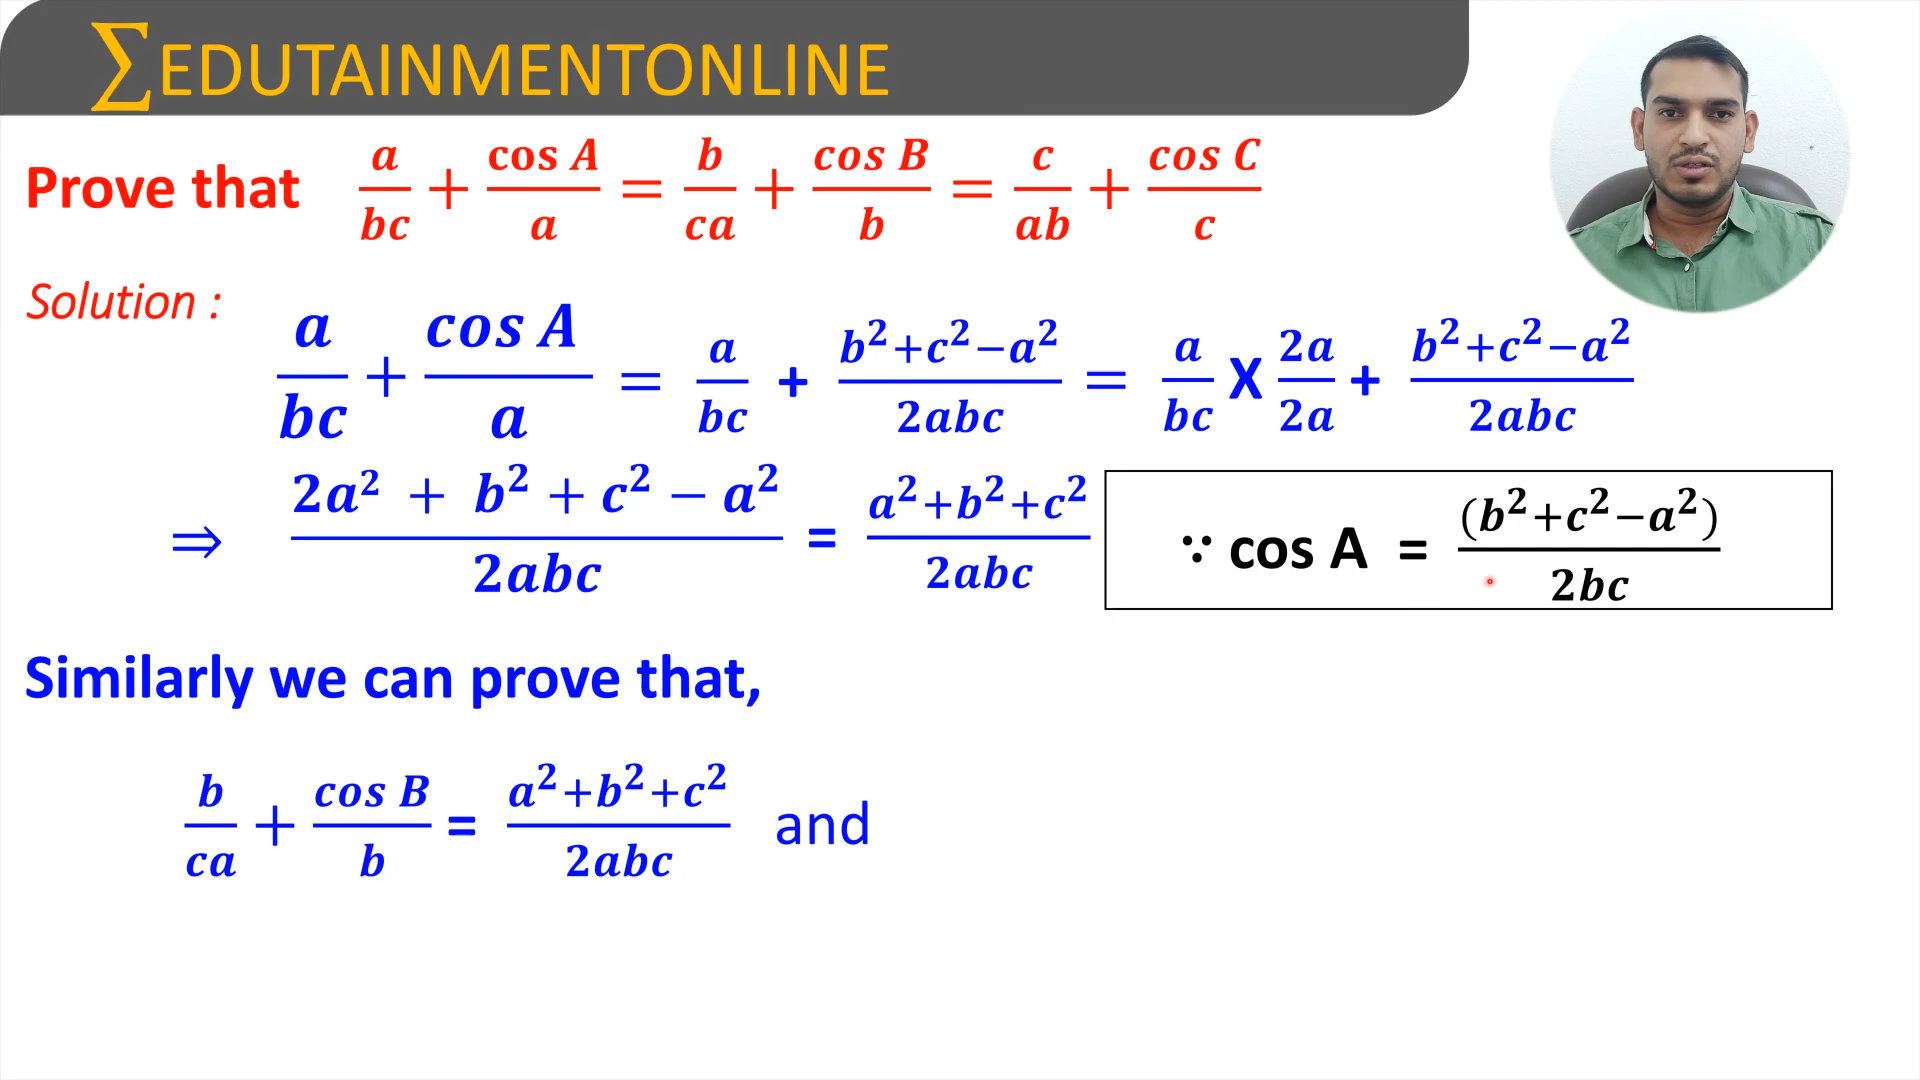 ∑EDUTAINMENTONLINE
Prove that a/bc + cos A/a = b/ca + cos B/b = c/ab + cos C/c
Solution :
a/bc + cos A/a = a/bc + b²+c²−a²/2abc = a/bc X 2a/2a + b²+c²−a²/2abc
⇒ 2a² + b² + c² − a²/2abc = a²+b²+c²/2abc
∵ cos A = (b²+c²−a²)/2bc
Similarly we can prove that,
b/ca + cos B/b = a²+b²+c²/2abc and